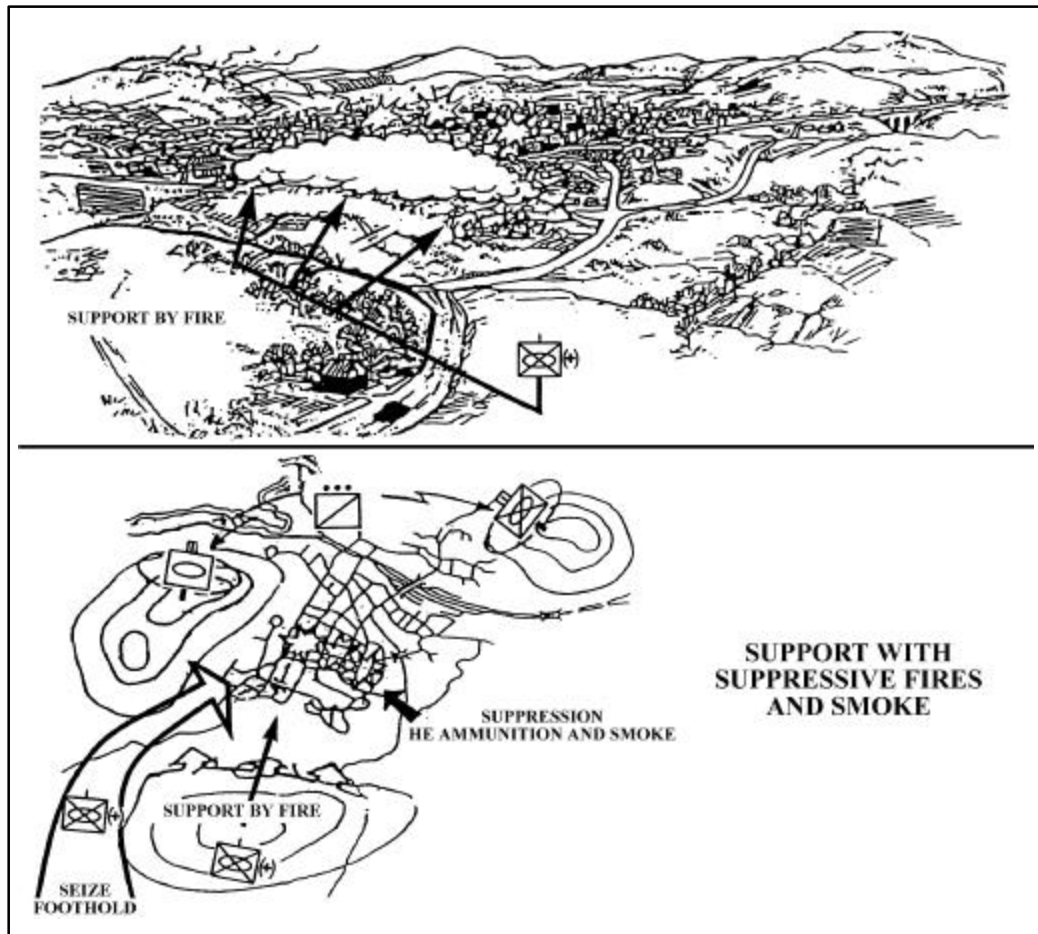 SUPPORT BY FIRE
(+)
SUPPORT WITH
SUPPRESSIVE FIRES
AND SMOKE
SUPPRESSION
HE AMMUNITION AND SMOKE
SUPPORT BY FIRE
(+)
(+)
SEIZE
FOOTHOLD